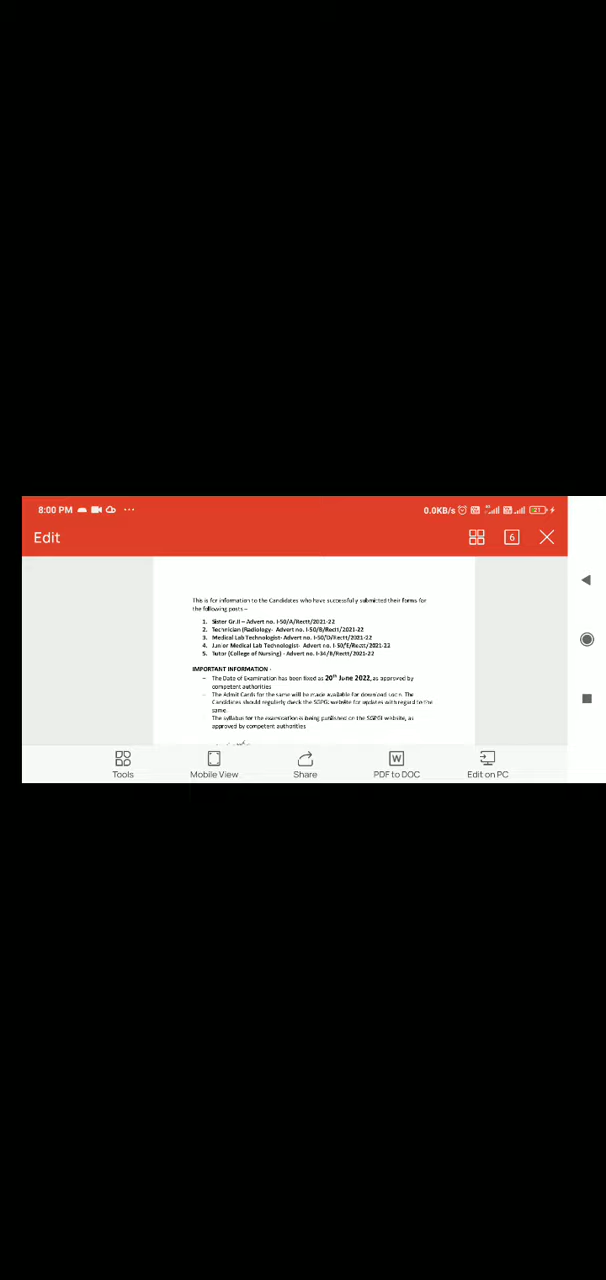 8:00 PM ...
0.0KB/s 21
Edit
6
This is for information to the Candidates who have successfully submitted their forms for
the following posts –
1. Sister Gr.II – Advert no. I-50/A/Rectt/2021-22
2. Technician (Radiology- Advert no. I-50/B/Rectt/2021-22
3. Medical Lab Technologist- Advert no. I-50/D/Rectt/2021-22
4. Junior Medical Lab Technologist- Advert no. I-50/E/Rectt/2021-22
5. Tutor (College of Nursing) - Advert no. I-34/B/Rectt/2021-22
IMPORTANT INFORMATION -
– The Date of Examination has been fixed as 20th June 2022, as approved by
competent authorities
– The Admit Cards for the same will be made available for download soon. The
Candidates should regularly check the SGPGI website for updates with regard to the
same.
The syllabus for the examination is being published on the SGPGI website, as
approved by competent authorities
Tools
Mobile View
Share
W
PDF to DOC
Edit on PC